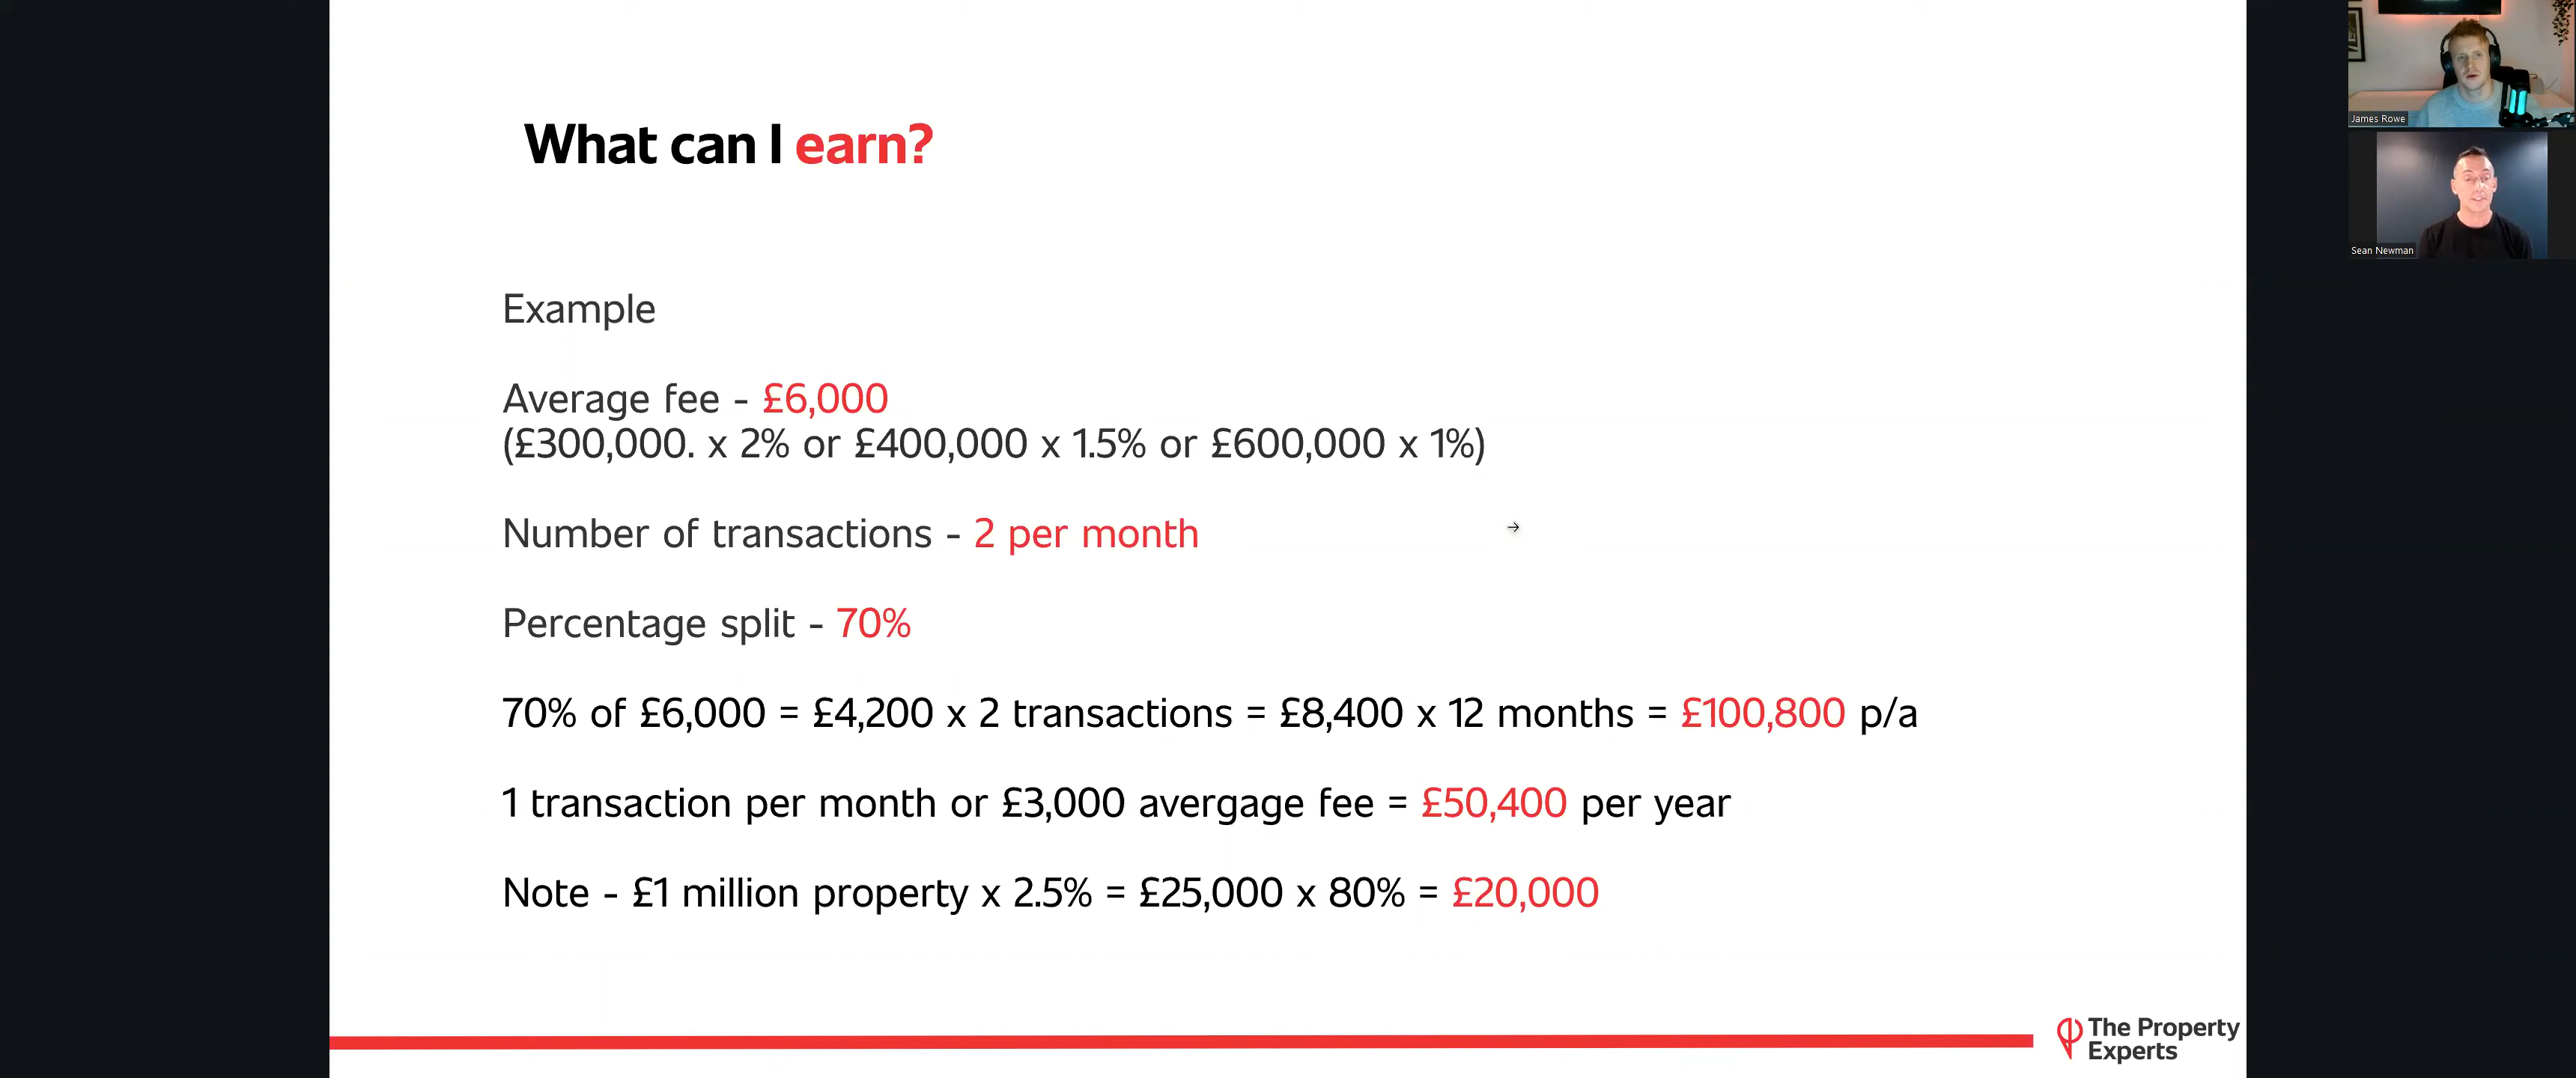 What can I earn?
Example
Average fee - £6,000
(£300,000. x 2% or £400,000 x 1.5% or £600,000 x 1%)
Number of transactions - 2 per month
Percentage split - 70%
70% of £6,000 = £4,200 x 2 transactions = £8,400 x 12 months = £100,800 p/a
1 transaction per month or £3,000 avergage fee = £50,400 per year
Note - £1 million property x 2.5% = £25,000 x 80% = £20,000
The Property
Experts
James Rowe
Sean Newman